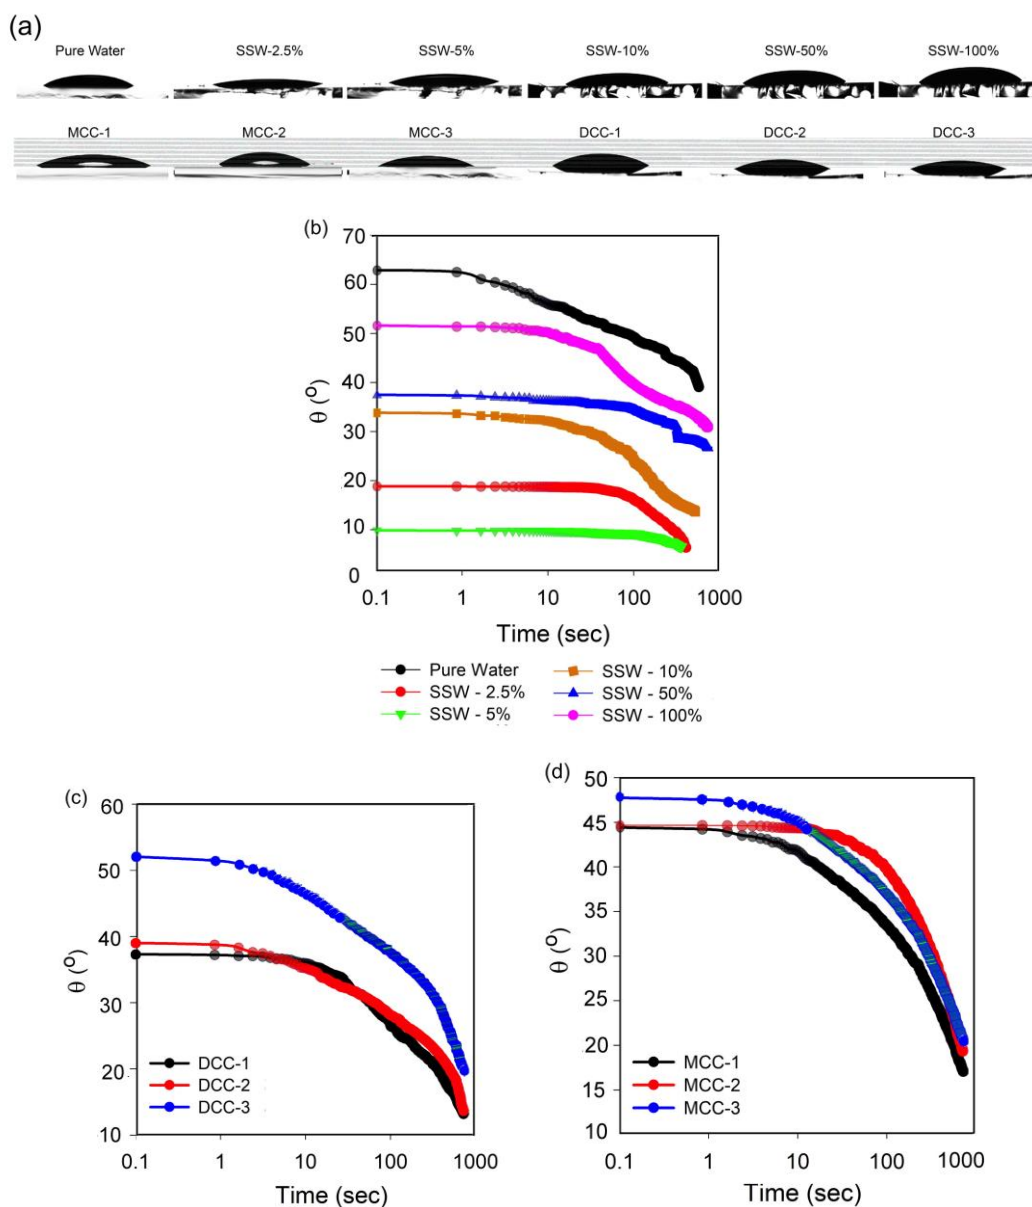 (a)
Pure Water SSW-2.5% SSW-5% SSW-10% SSW-50% SSW-100%
MCC-1 MCC-2 MCC-3 DCC-1 DCC-2 DCC-3
(b)
70
60
50
40
30
20
10
0
θ (°)
0.1 1 10 100 1000
Time (sec)
Pure Water SSW - 10%
SSW - 2.5% SSW - 50%
SSW - 5% SSW - 100%
(c)
60
50
40
30
20
10
θ (°)
DCC-1
DCC-2
DCC-3
0.1 1 10 100 1000
Time (sec)
(d)
50
45
40
35
30
25
20
15
10
θ (°)
MCC-1
MCC-2
MCC-3
0.1 1 10 100 1000
Time (sec)